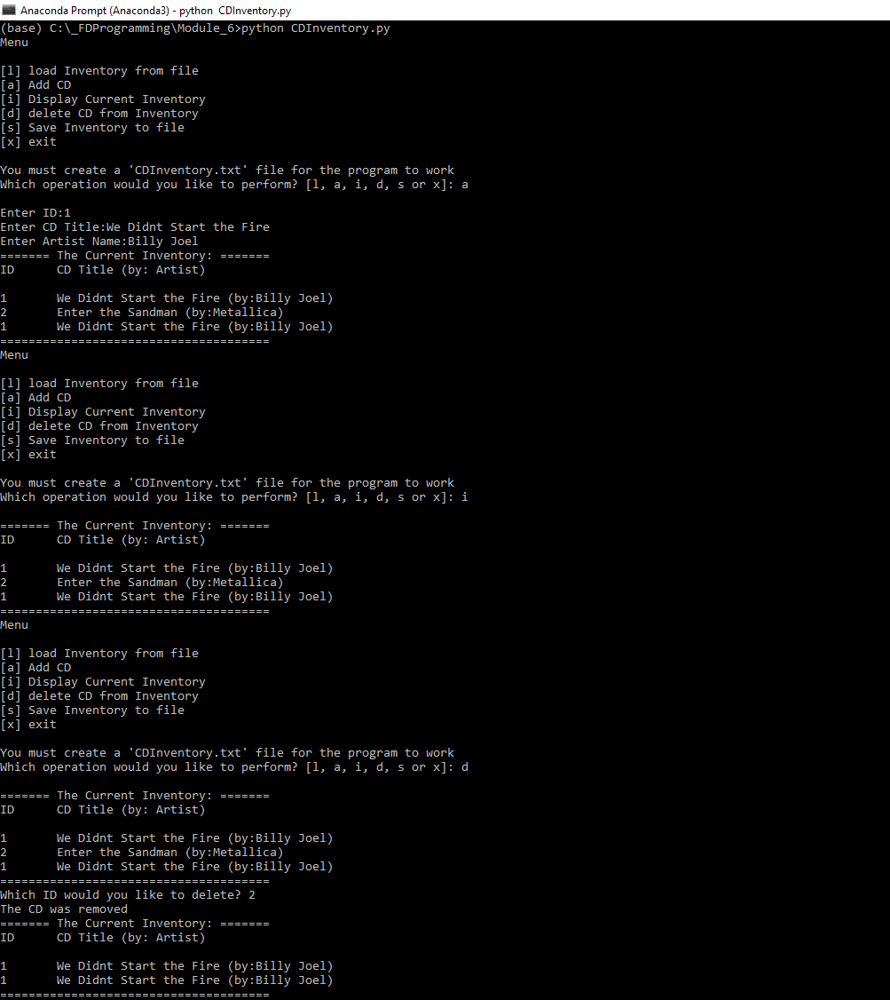 Anaconda Prompt (Anaconda3) - python  CDInventory.py
(base) C:\_FDProgramming\Module_6>python CDInventory.py
Menu
[l] load Inventory from file
[a] Add CD
[i] Display Current Inventory
[d] delete CD from Inventory
[s] Save Inventory to file
[x] exit
You must create a 'CDInventory.txt' file for the program to work
Which operation would you like to perform? [l, a, i, d, s or x]: a
Enter ID:1
Enter CD Title:We Didnt Start the Fire
Enter Artist Name:Billy Joel
======= The Current Inventory: =======
ID      CD Title (by: Artist)
1       We Didnt Start the Fire (by:Billy Joel)
2       Enter the Sandman (by:Metallica)
1       We Didnt Start the Fire (by:Billy Joel)
======================================
Menu
[l] load Inventory from file
[a] Add CD
[i] Display Current Inventory
[d] delete CD from Inventory
[s] Save Inventory to file
[x] exit
You must create a 'CDInventory.txt' file for the program to work
Which operation would you like to perform? [l, a, i, d, s or x]: i
======= The Current Inventory: =======
ID      CD Title (by: Artist)
1       We Didnt Start the Fire (by:Billy Joel)
2       Enter the Sandman (by:Metallica)
1       We Didnt Start the Fire (by:Billy Joel)
======================================
Menu
[l] load Inventory from file
[a] Add CD
[i] Display Current Inventory
[d] delete CD from Inventory
[s] Save Inventory to file
[x] exit
You must create a 'CDInventory.txt' file for the program to work
Which operation would you like to perform? [l, a, i, d, s or x]: d
======= The Current Inventory: =======
ID      CD Title (by: Artist)
1       We Didnt Start the Fire (by:Billy Joel)
2       Enter the Sandman (by:Metallica)
1       We Didnt Start the Fire (by:Billy Joel)
======================================
Which ID would you like to delete? 2
The CD was removed
======= The Current Inventory: =======
ID      CD Title (by: Artist)
1       We Didnt Start the Fire (by:Billy Joel)
1       We Didnt Start the Fire (by:Billy Joel)
======================================